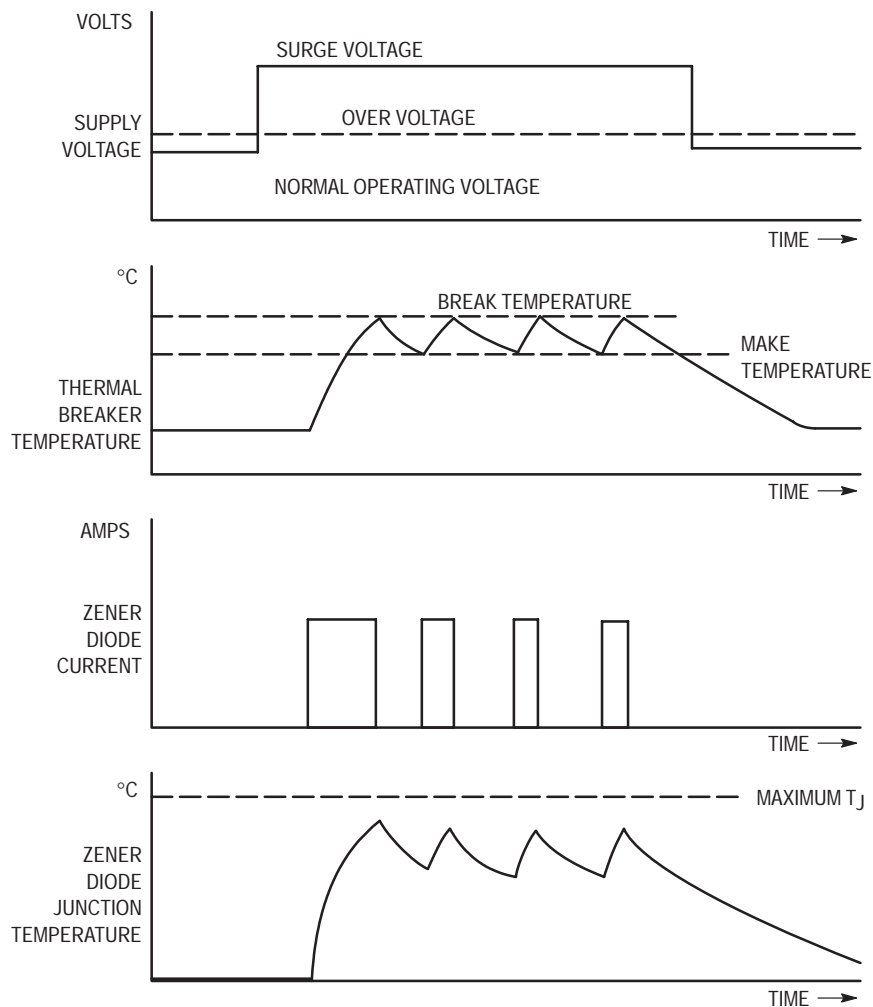 VOLTS
SURGE VOLTAGE
OVER VOLTAGE
SUPPLY
VOLTAGE
NORMAL OPERATING VOLTAGE
TIME
°C
BREAK TEMPERATURE
MAKE
TEMPERATURE
THERMAL
BREAKER
TEMPERATURE
TIME
AMPS
ZENER
DIODE
CURRENT
TIME
°C
MAXIMUM TJ
ZENER
DIODE
JUNCTION
TEMPERATURE
TIME